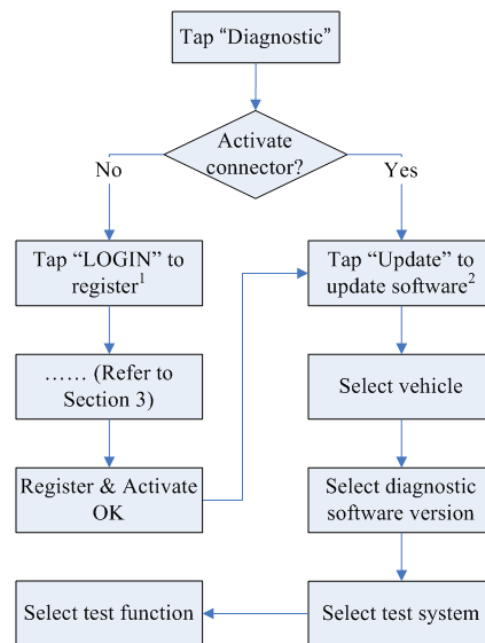 Tap “Diagnostic”
Activate
connector?
No
Yes
Tap “LOGIN” to
register¹
Tap “Update” to
update software²
…… (Refer to
Section 3)
Select vehicle
Register & Activate
OK
Select diagnostic
software version
Select test function
Select test system